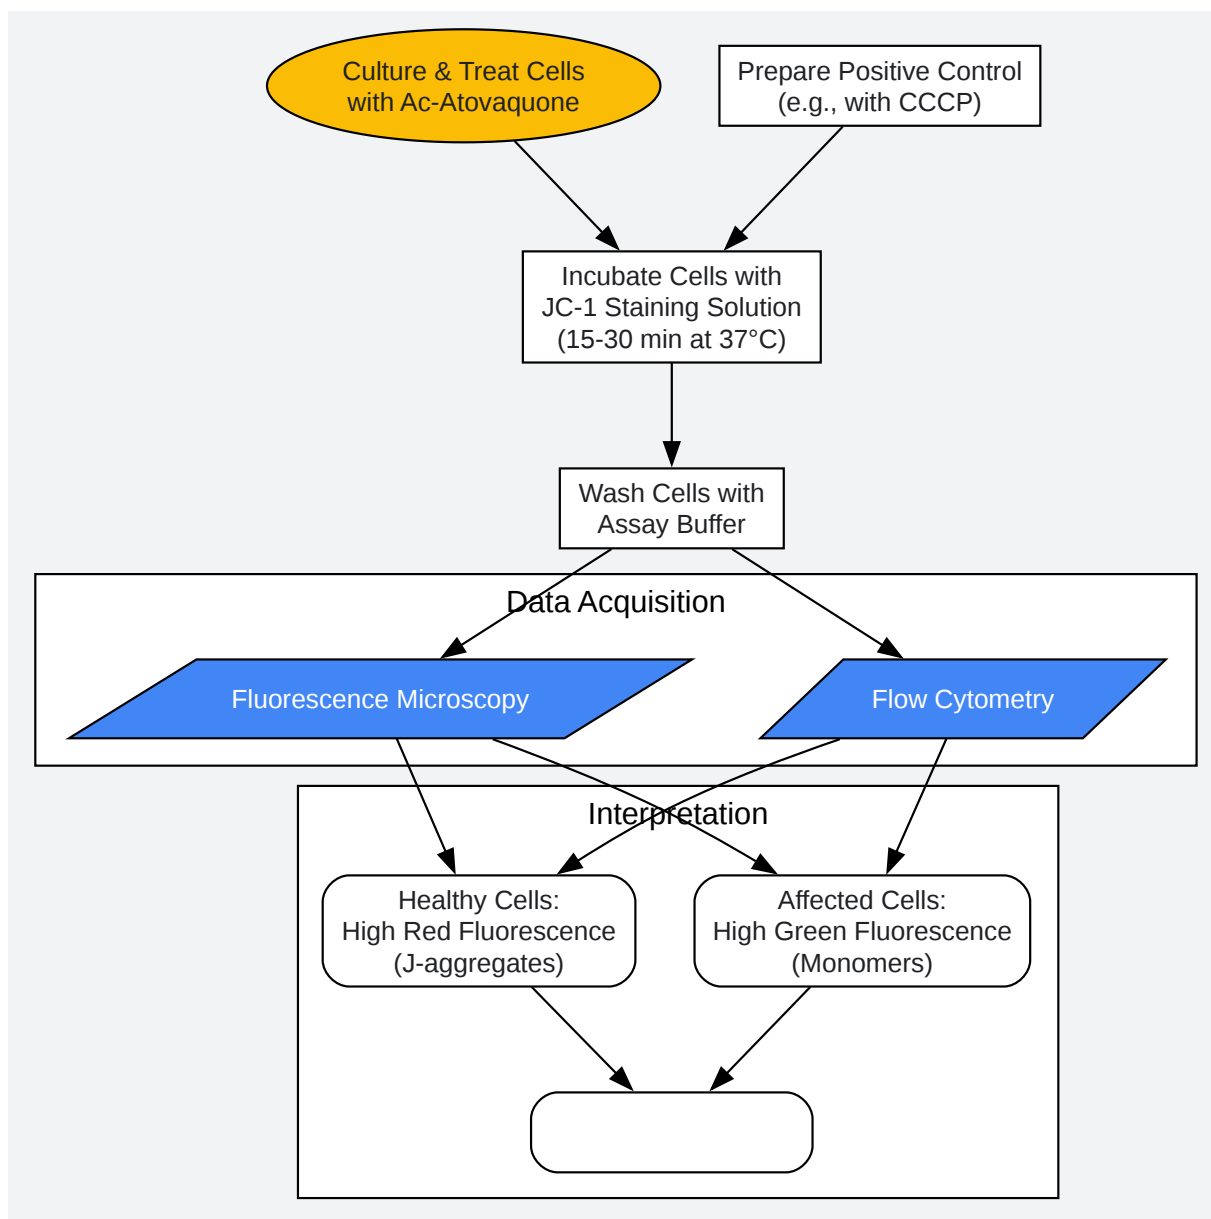 Culture & Treat Cells
with Ac-Atovaquone
Prepare Positive Control
(e.g., with CCCP)
Incubate Cells with
JC-1 Staining Solution
(15-30 min at 37°C)
Wash Cells with
Assay Buffer
Data Acquisition
Fluorescence Microscopy
Flow Cytometry
Interpretation
Healthy Cells:
High Red Fluorescence
(J-aggregates)
Affected Cells:
High Green Fluorescence
(Monomers)